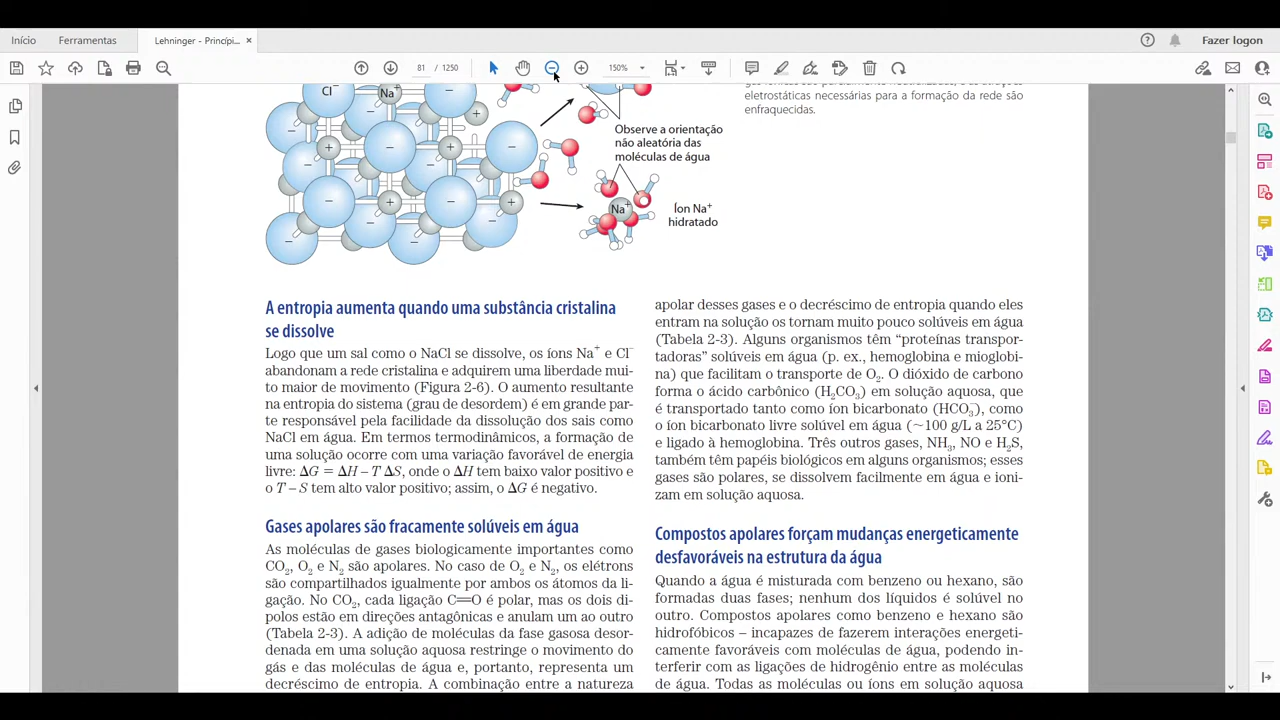 Início
Ferramentas
Lehninger - Princípi...
×
?
Fazer logon
81 / 1250
150%
eletrostáticas necessárias para a formação da rede são
enfraquecidas.
Cl−
Na+
Observe a orientação
não aleatória das
moléculas de água
Na+
Íon Na+
hidratado
A entropia aumenta quando uma substância cristalina
se dissolve
Logo que um sal como o NaCl se dissolve, os íons Na+ e Cl−
abandonam a rede cristalina e adquirem uma liberdade mui-
to maior de movimento (Figura 2-6). O aumento resultante
na entropia do sistema (grau de desordem) é em grande par-
te responsável pela facilidade da dissolução dos sais como
NaCl em água. Em termos termodinâmicos, a formação de
uma solução ocorre com uma variação favorável de energia
livre: ΔG = ΔH – T ΔS, onde o ΔH tem baixo valor positivo e
o T – S tem alto valor positivo; assim, o ΔG é negativo.
Gases apolares são fracamente solúveis em água
As moléculas de gases biologicamente importantes como
CO2, O2 e N2 são apolares. No caso de O2 e N2, os elétrons
são compartilhados igualmente por ambos os átomos da li-
gação. No CO2, cada ligação C═O é polar, mas os dois di-
polos estão em direções antagônicas e anulam um ao outro
(Tabela 2-3). A adição de moléculas da fase gasosa desor-
denada em uma solução aquosa restringe o movimento do
gás e das moléculas de água e, portanto, representa um
decréscimo de entropia. A combinação entre a natureza
apolar desses gases e o decréscimo de entropia quando eles
entram na solução os tornam muito pouco solúveis em água
(Tabela 2-3). Alguns organismos têm “proteínas transpor-
tadoras” solúveis em água (p. ex., hemoglobina e mioglobi-
na) que facilitam o transporte de O2. O dióxido de carbono
forma o ácido carbônico (H2CO3) em solução aquosa, que
é transportado tanto como íon bicarbonato (HCO3−), como
o íon bicarbonato livre solúvel em água (~100 g/L a 25°C)
e ligado à hemoglobina. Três outros gases, NH3, NO e H2S,
também têm papéis biológicos em alguns organismos; esses
gases são polares, se dissolvem facilmente em água e ioni-
zam em solução aquosa.
Compostos apolares forçam mudanças energeticamente
desfavoráveis na estrutura da água
Quando a água é misturada com benzeno ou hexano, são
formadas duas fases; nenhum dos líquidos é solúvel no
outro. Compostos apolares como benzeno e hexano são
hidrofóbicos – incapazes de fazerem interações energeti-
camente favoráveis com moléculas de água, podendo in-
terferir com as ligações de hidrogênio entre as moléculas
de água. Todas as moléculas ou íons em solução aquosa